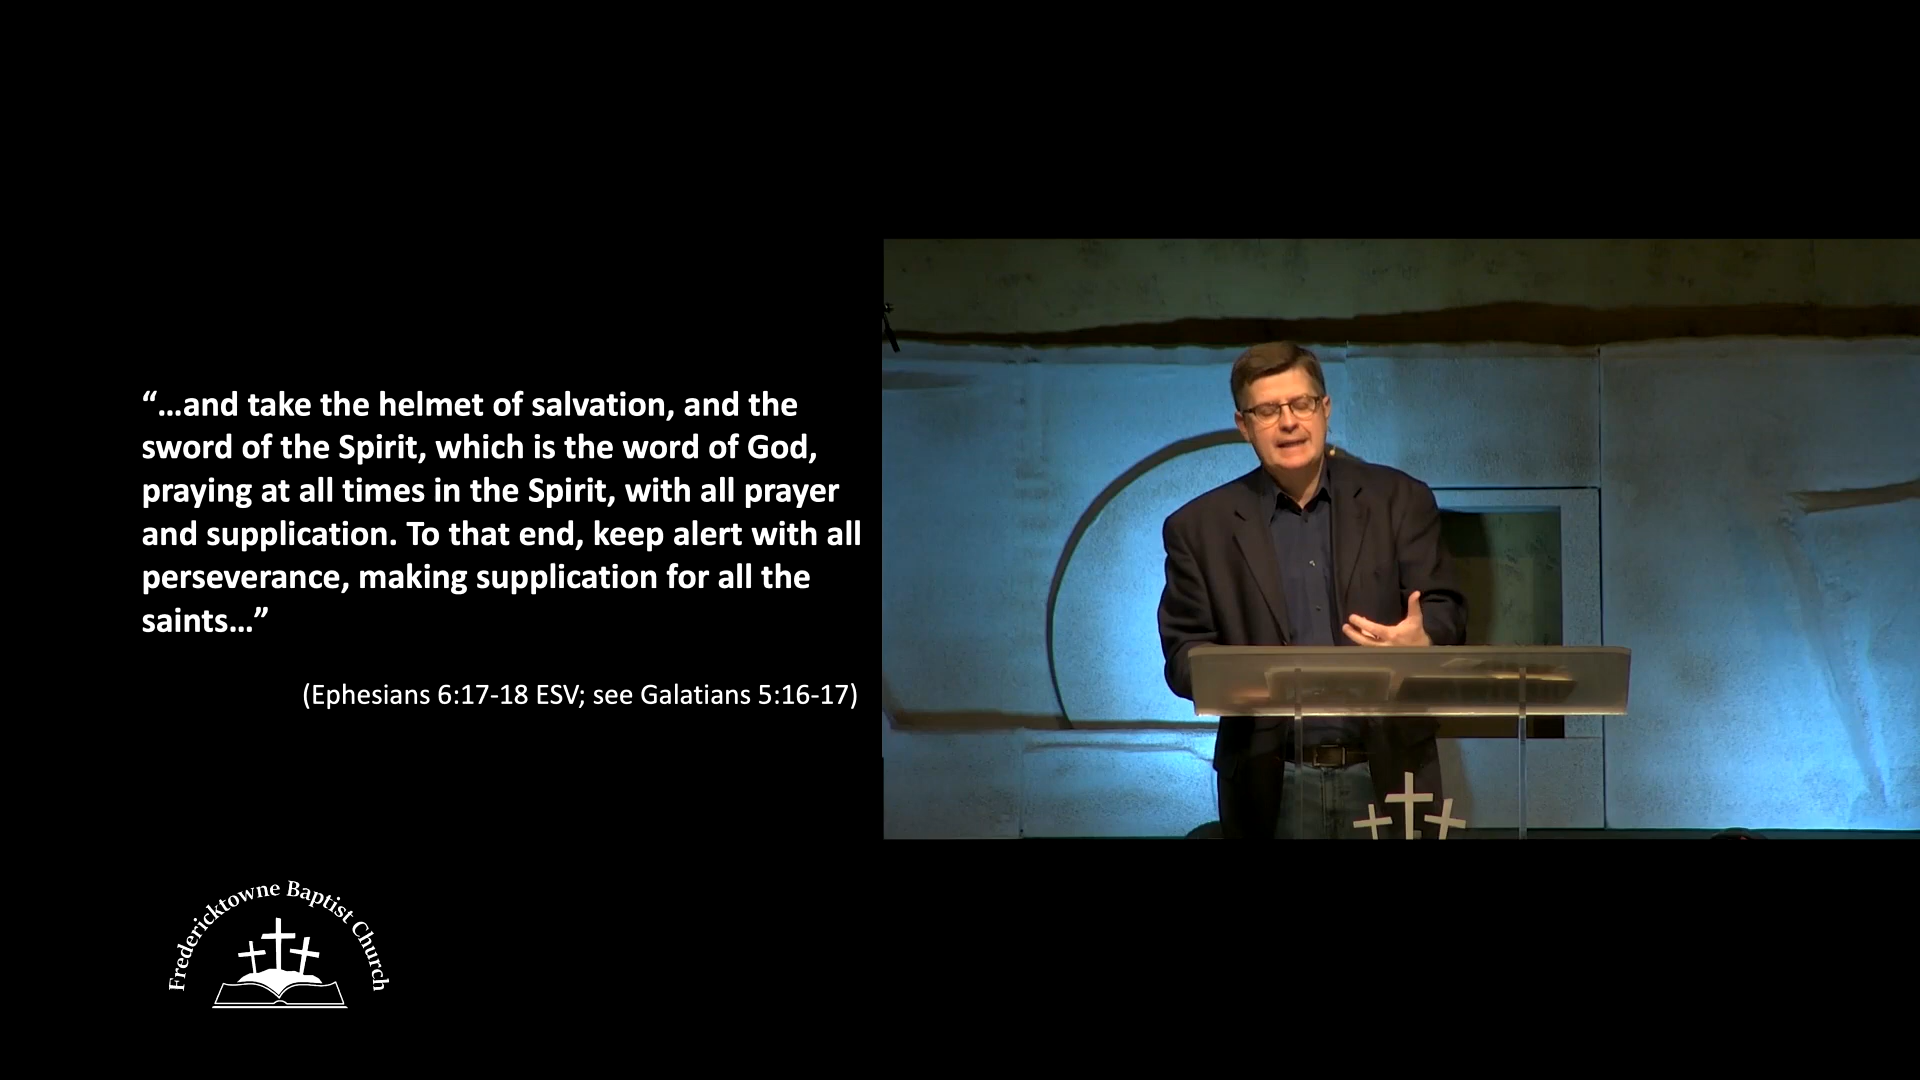 “...and take the helmet of salvation, and the
sword of the Spirit, which is the word of God,
praying at all times in the Spirit, with all prayer
and supplication. To that end, keep alert with all
perseverance, making supplication for all the
saints...”
(Ephesians 6:17-18 ESV; see Galatians 5:16-17)
Fredericktowne Baptist Church